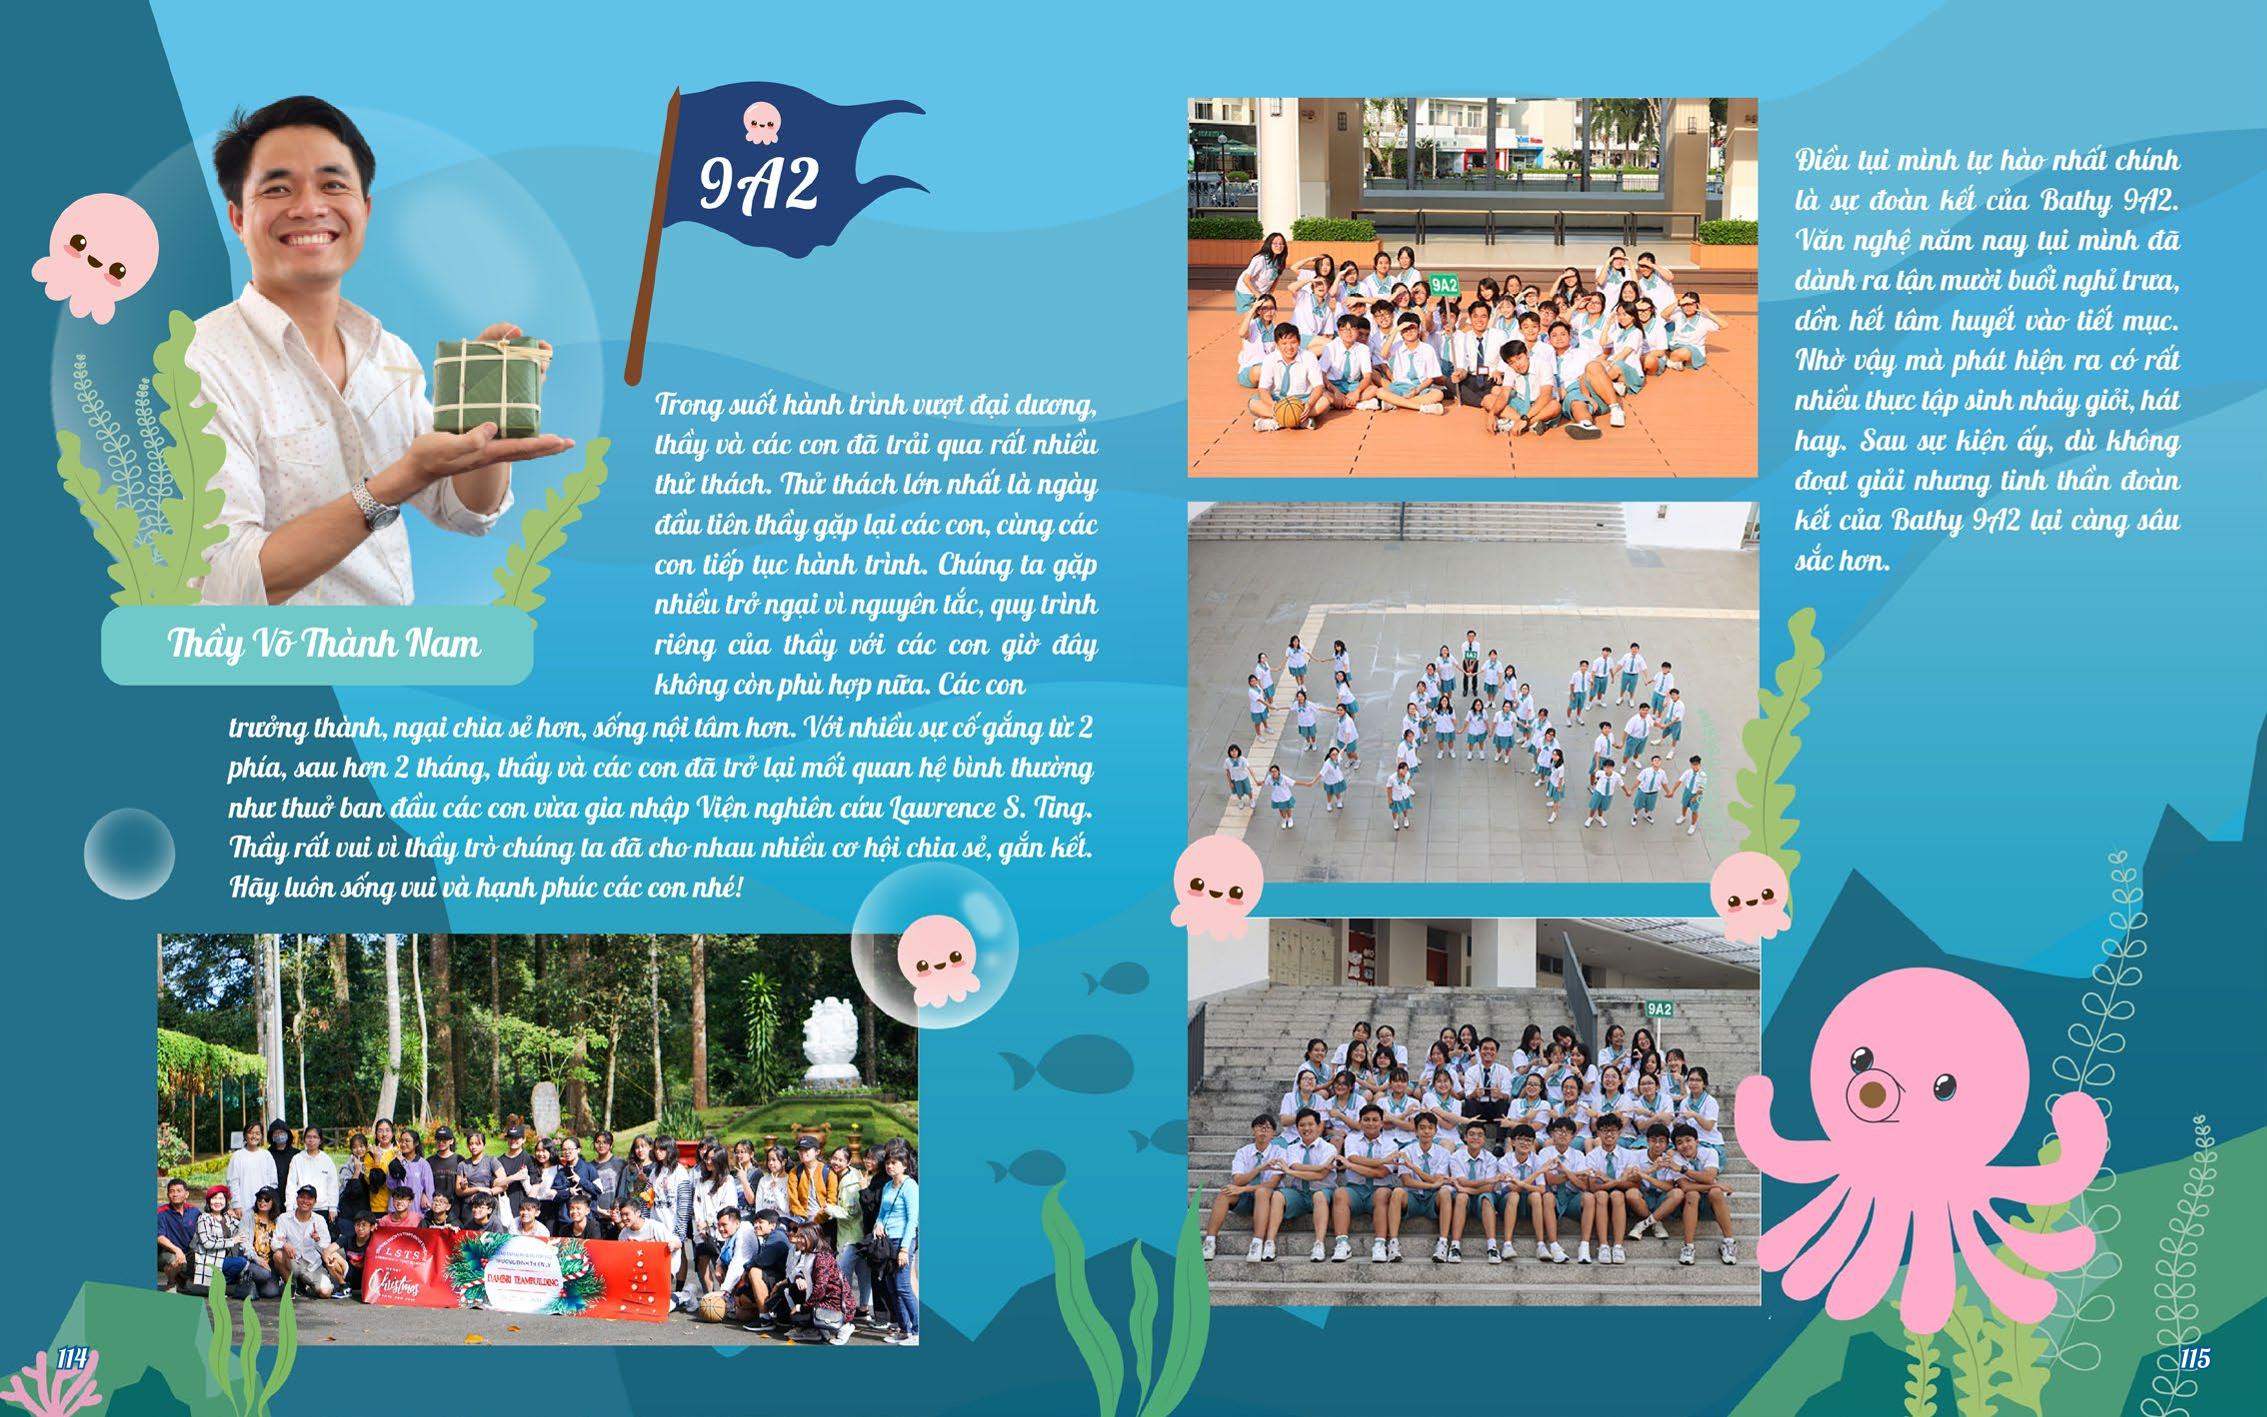 9A2
Thầy Võ Thành Nam
Trong suốt hành trình vượt đại dương,
thầy và các con đã trải qua rất nhiều
thử thách. Thử thách lớn nhất là ngày
đầu tiên thầy gặp lại các con, cùng các
con tiếp tục hành trình. Chúng ta gặp
nhiều trở ngại vì nguyên tắc, quy trình
riêng của thầy với các con giờ đây
không còn phù hợp nữa. Các con
trưởng thành, ngại chia sẻ hơn, sống nội tâm hơn. Với nhiều sự cố gắng từ 2
phía, sau hơn 2 tháng, thầy và các con đã trở lại mối quan hệ bình thường
như thuở ban đầu các con vừa gia nhập Viện nghiên cứu Lawrence S. Ting.
Thầy rất vui vì thầy trò chúng ta đã cho nhau nhiều cơ hội chia sẻ, gắn kết.
Hãy luôn sống vui và hạnh phúc các con nhé!
LSTS
Christmas
DAMBRI TEAMBUILDING
114
9A2
9A2
9A2
Điều tụi mình tự hào nhất chính
là sự đoàn kết của Bathy 9A2.
Văn nghệ năm nay tụi mình đã
dành ra tận mười buổi nghỉ trưa,
dồn hết tâm huyết vào tiết mục.
Nhờ vậy mà phát hiện ra có rất
nhiều thực tập sinh nhảy giỏi, hát
hay. Sau sự kiện ấy, dù không
đoạt giải nhưng tinh thần đoàn
kết của Bathy 9A2 lại càng sâu
sắc hơn.
115